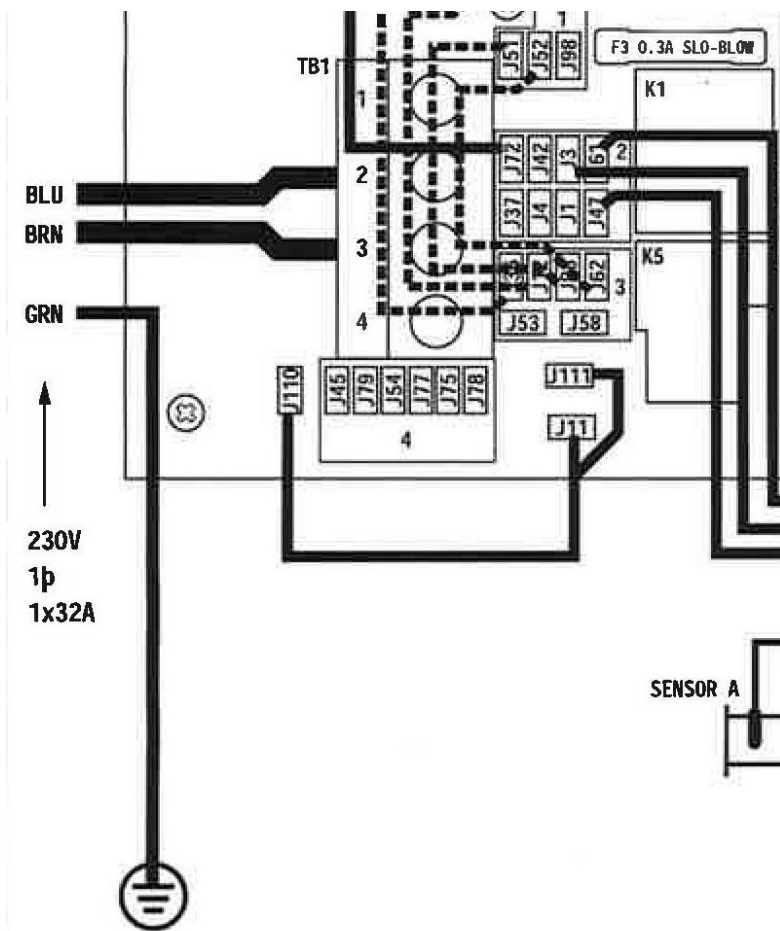 1
J51
J52
J98
F3 0.3A SLO-BLOW
TB1
K1
1
J72
J42
J3
61
2
2
BLU
J37
J4
J1
J47
BRN
3
K5
J62
3
GRN
4
J53
J58
J110
J45
J79
J54
J77
J75
J78
J111
J11
4
230V
1þ
1x32A
SENSOR A